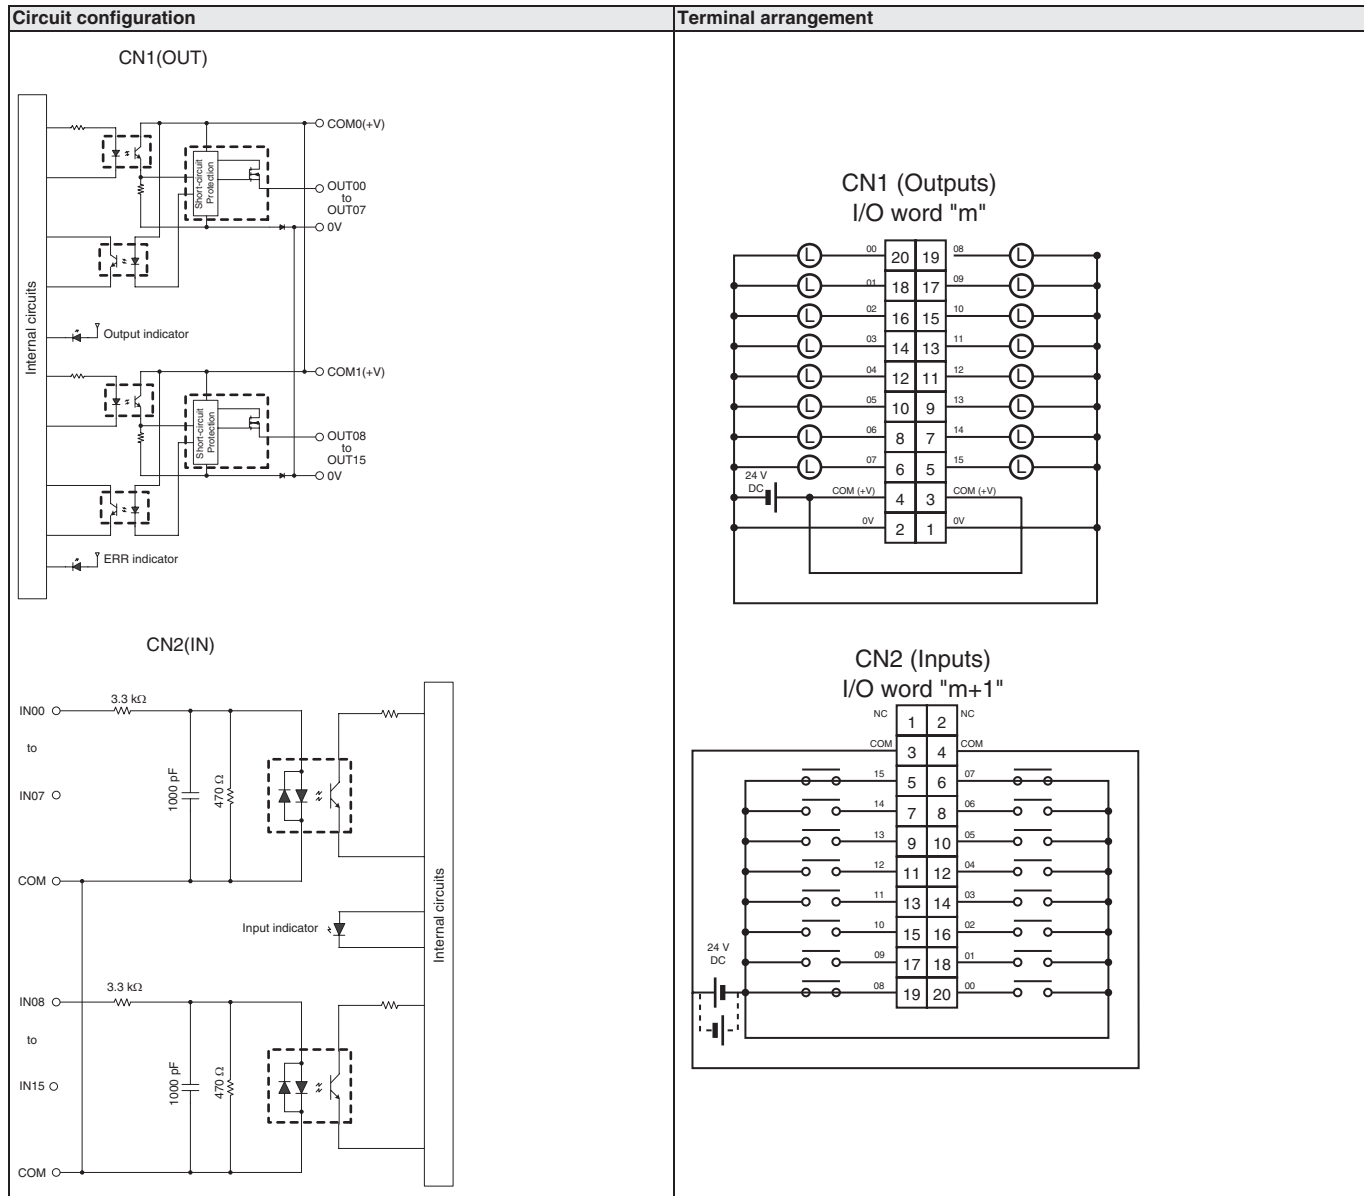 Circuit configuration
Terminal arrangement
CN1(OUT)
Internal circuits
COM0(+V)
Short-circuit
Protection
OUT00
to
OUT07
0V
Output indicator
COM1(+V)
Short-circuit
Protection
OUT08
to
OUT15
0V
ERR indicator
CN2(IN)
IN00
3.3 kΩ
to
IN07
1000 pF
470 Ω
COM
Input indicator
Internal circuits
IN08
3.3 kΩ
to
IN15
1000 pF
470 Ω
COM
CN1 (Outputs)
I/O word "m"
L 00 20 19 08 L
L 01 18 17 09 L
L 02 16 15 10 L
L 03 14 13 11 L
L 04 12 11 12 L
L 05 10 9 13 L
L 06 8 7 14 L
L 07 6 5 15 L
24 V
DC
COM (+V) 4 3 COM (+V)
0V 2 1 0V
CN2 (Inputs)
I/O word "m+1"
NC 1 2 NC
COM 3 4 COM
15 5 6 07
14 7 8 06
13 9 10 05
12 11 12 04
11 13 14 03
10 15 16 02
24 V
DC
09 17 18 01
08 19 20 00